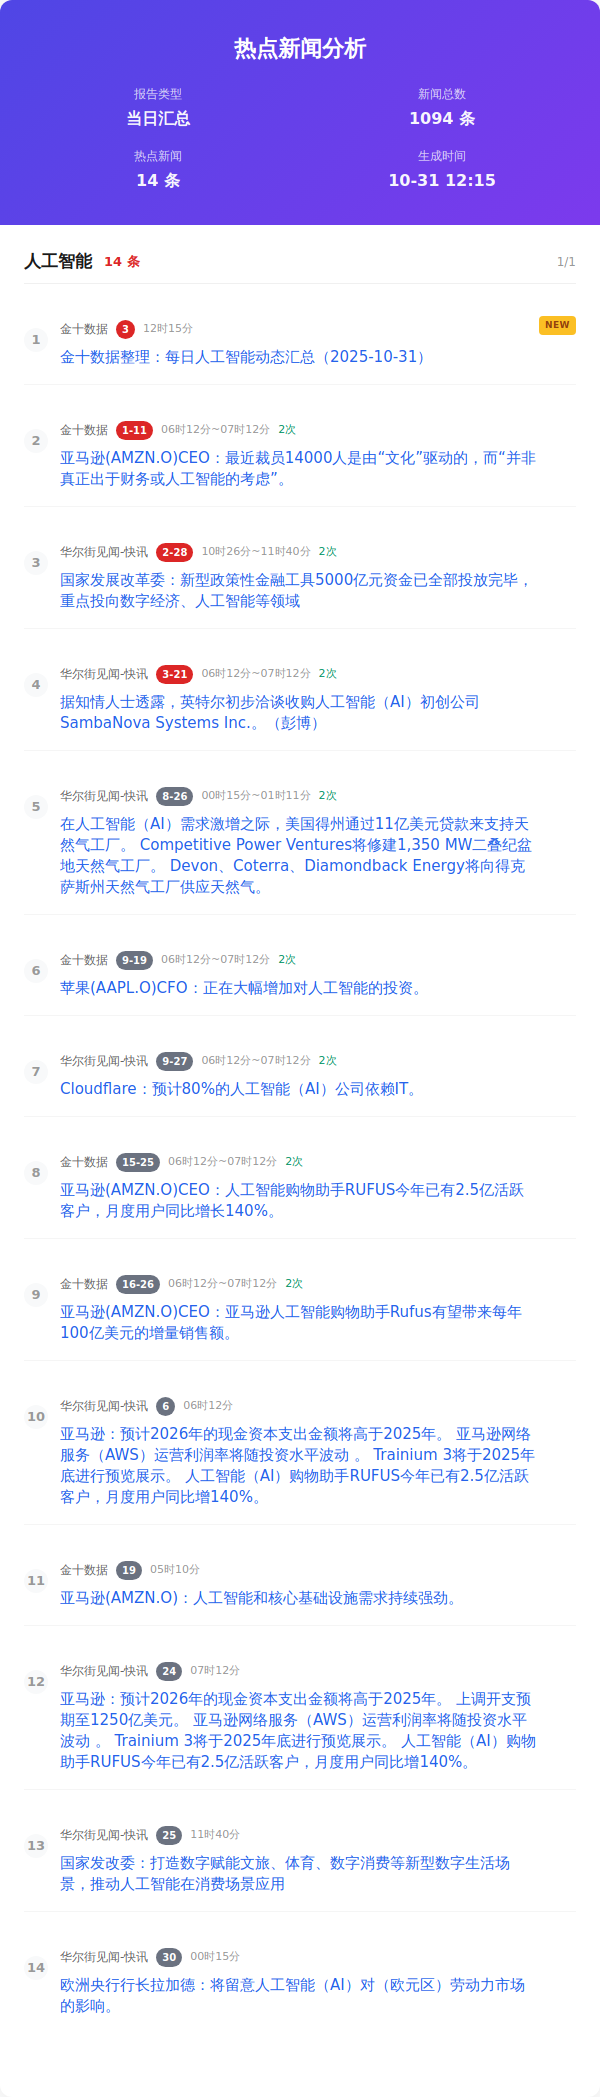 热点新闻分析
报告类型
当日汇总
新闻总数
1094 条
热点新闻
14 条
生成时间
10-31 12:15
人工智能 14 条 1/1
1 金十数据 3 12时15分 NEW
金十数据整理：每日人工智能动态汇总（2025-10-31）
2 金十数据 1-11 06时12分~07时12分 2次
亚马逊(AMZN.O)CEO：最近裁员14000人是由“文化”驱动的，而“并非
真正出于财务或人工智能的考虑”。
3 华尔街见闻-快讯 2-28 10时26分~11时40分 2次
国家发展改革委：新型政策性金融工具5000亿元资金已全部投放完毕，
重点投向数字经济、人工智能等领域
4 华尔街见闻-快讯 3-21 06时12分~07时12分 2次
据知情人士透露，英特尔初步洽谈收购人工智能（AI）初创公司
SambaNova Systems Inc.。（彭博）
5 华尔街见闻-快讯 8-26 00时15分~01时11分 2次
在人工智能（AI）需求激增之际，美国得州通过11亿美元贷款来支持天
然气工厂。 Competitive Power Ventures将修建1,350 MW二叠纪盆
地天然气工厂。 Devon、Coterra、Diamondback Energy将向得克
萨斯州天然气工厂供应天然气。
6 金十数据 9-19 06时12分~07时12分 2次
苹果(AAPL.O)CFO：正在大幅增加对人工智能的投资。
7 华尔街见闻-快讯 9-27 06时12分~07时12分 2次
Cloudflare：预计80%的人工智能（AI）公司依赖IT。
8 金十数据 15-25 06时12分~07时12分 2次
亚马逊(AMZN.O)CEO：人工智能购物助手RUFUS今年已有2.5亿活跃
客户，月度用户同比增长140%。
9 金十数据 16-26 06时12分~07时12分 2次
亚马逊(AMZN.O)CEO：亚马逊人工智能购物助手Rufus有望带来每年
100亿美元的增量销售额。
10 华尔街见闻-快讯 6 06时12分
亚马逊：预计2026年的现金资本支出金额将高于2025年。 亚马逊网络
服务（AWS）运营利润率将随投资水平波动 。 Trainium 3将于2025年
底进行预览展示。 人工智能（AI）购物助手RUFUS今年已有2.5亿活跃
客户，月度用户同比增140%。
11 金十数据 19 05时10分
亚马逊(AMZN.O)：人工智能和核心基础设施需求持续强劲。
12 华尔街见闻-快讯 24 07时12分
亚马逊：预计2026年的现金资本支出金额将高于2025年。 上调开支预
期至1250亿美元。 亚马逊网络服务（AWS）运营利润率将随投资水平
波动 。 Trainium 3将于2025年底进行预览展示。 人工智能（AI）购物
助手RUFUS今年已有2.5亿活跃客户，月度用户同比增140%。
13 华尔街见闻-快讯 25 11时40分
国家发改委：打造数字赋能文旅、体育、数字消费等新型数字生活场
景，推动人工智能在消费场景应用
14 华尔街见闻-快讯 30 00时15分
欧洲央行行长拉加德：将留意人工智能（AI）对（欧元区）劳动力市场
的影响。